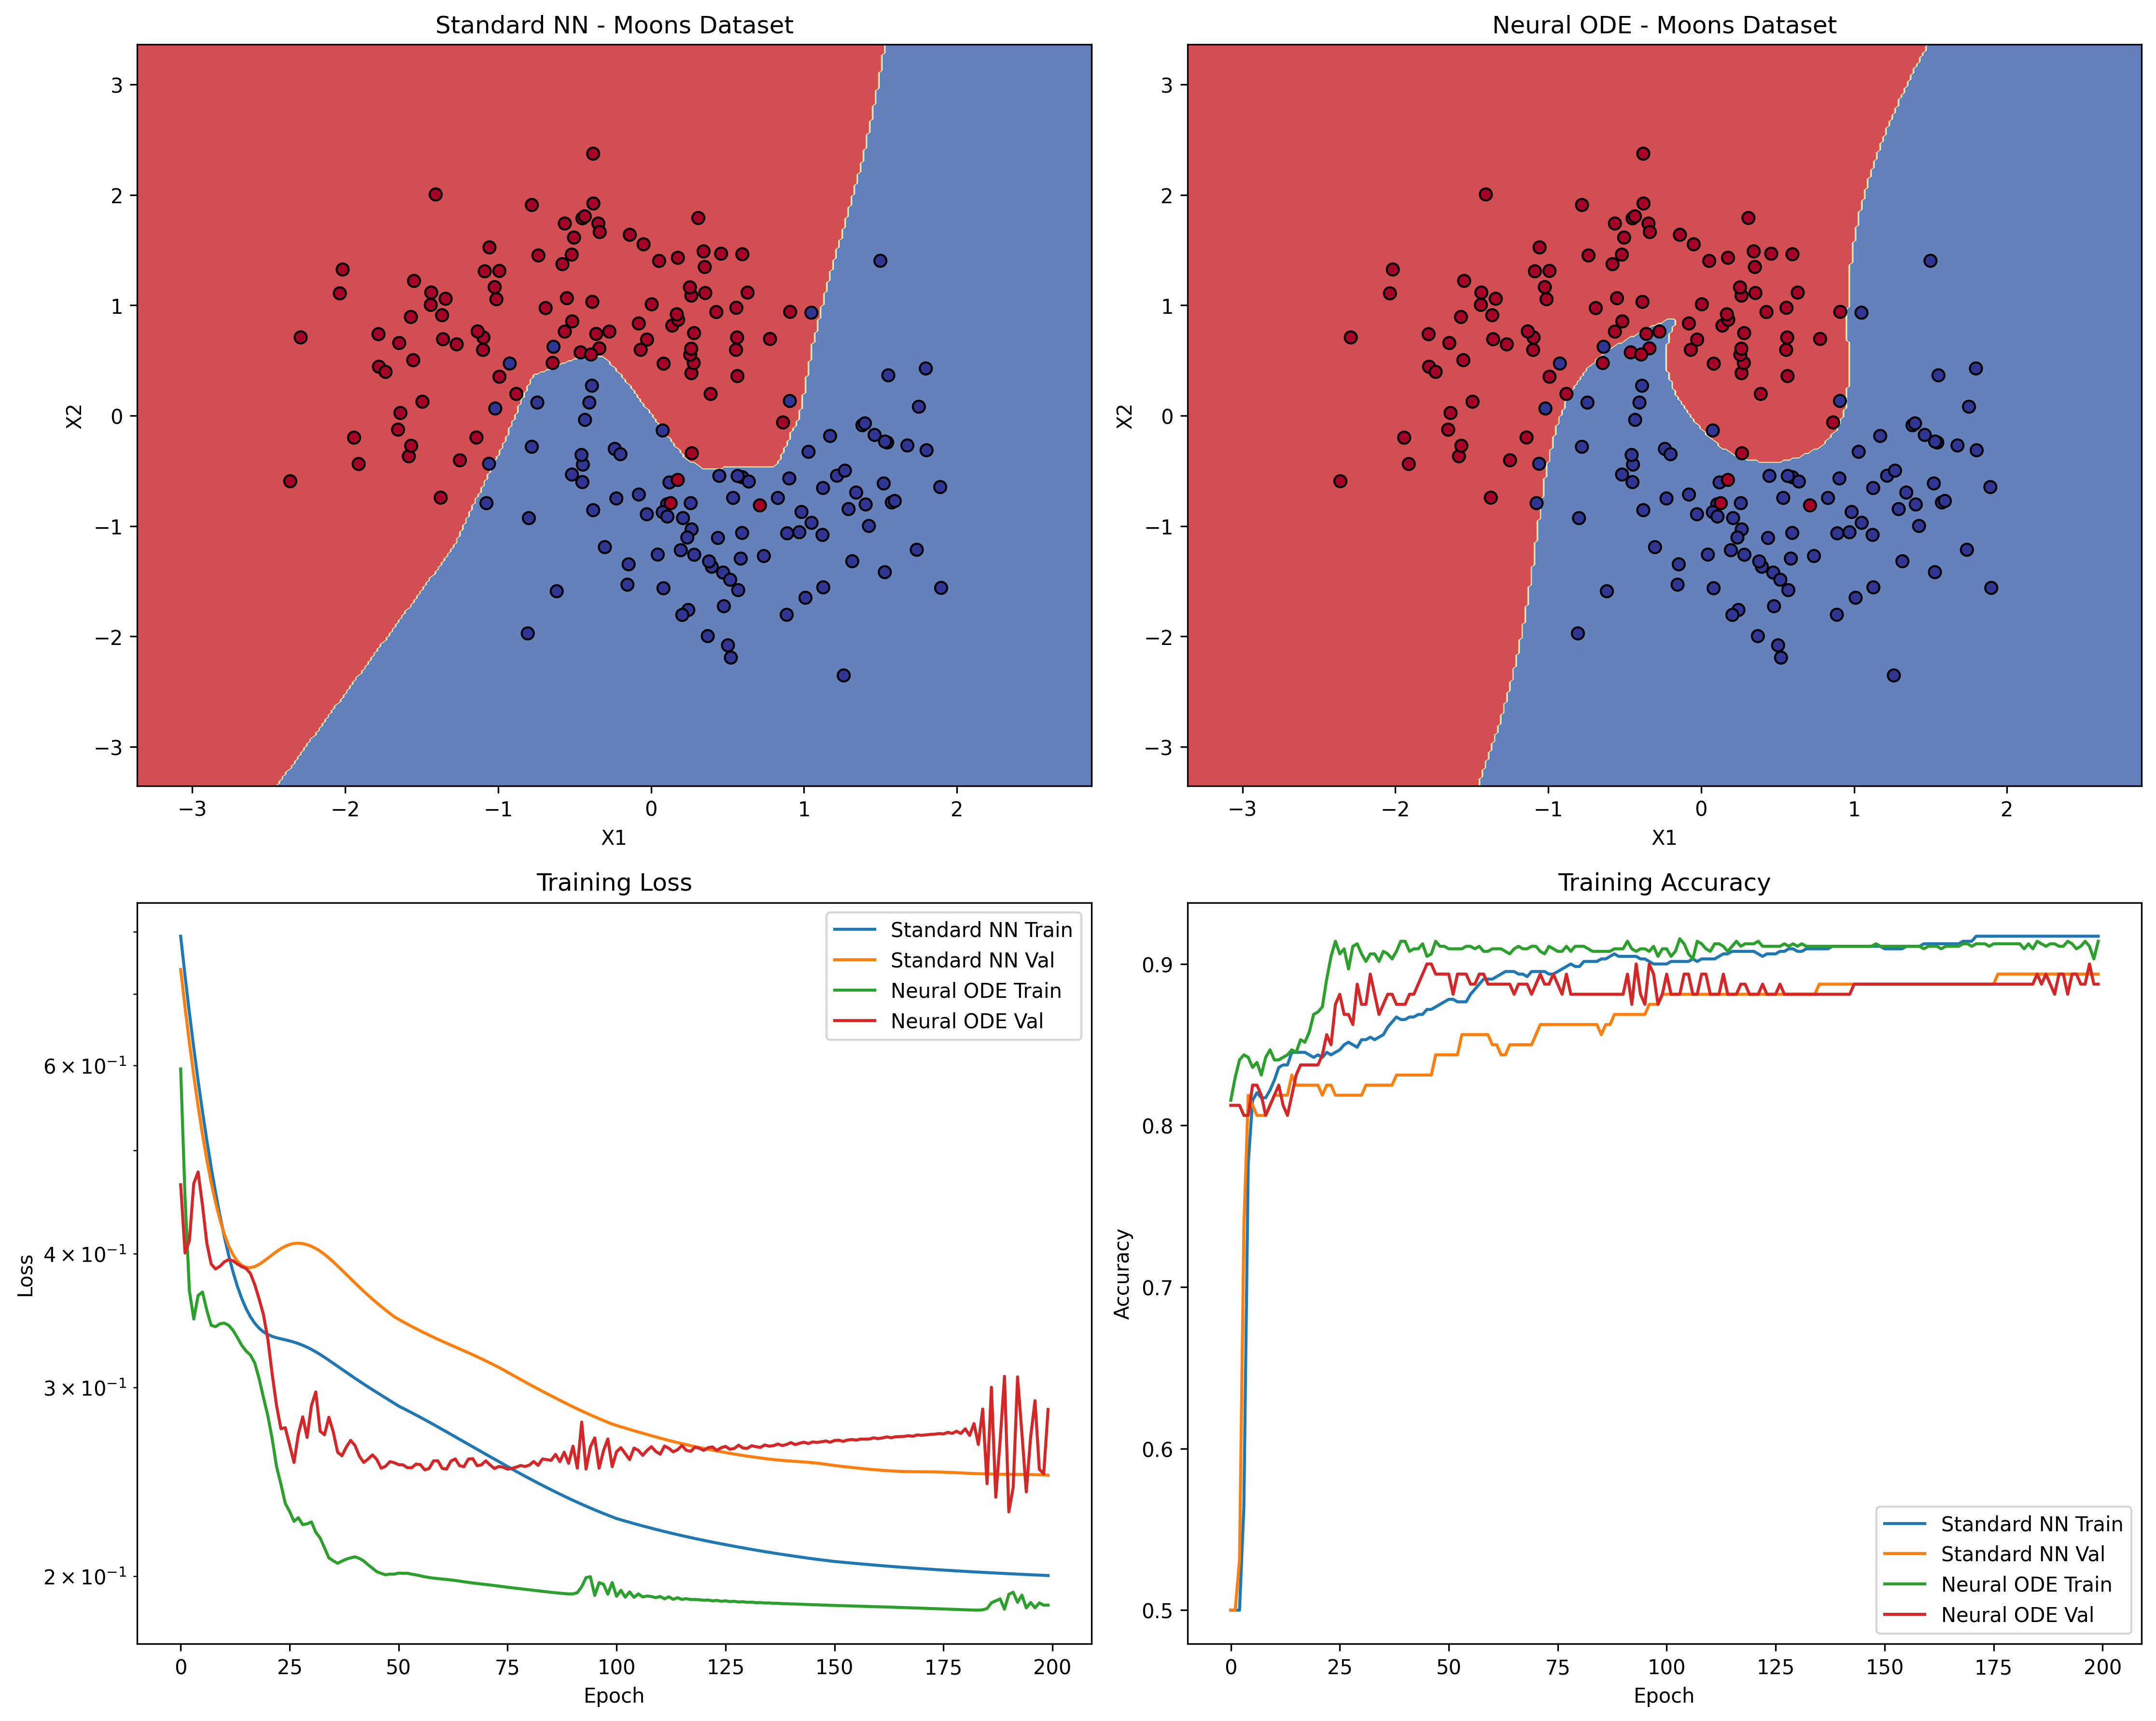 Standard NN - Moons Dataset
3
2
1
0
−1
−2
−3
X2
−3 −2 −1 0 1 2
X1
Neural ODE - Moons Dataset
3
2
1
0
−1
−2
−3
X2
−3 −2 −1 0 1 2
X1
Training Loss
Standard NN Train
Standard NN Val
Neural ODE Train
Neural ODE Val
6 × 10⁻¹
4 × 10⁻¹
3 × 10⁻¹
2 × 10⁻¹
Loss
0 25 50 75 100 125 150 175 200
Epoch
Training Accuracy
0.9
0.8
0.7
0.6
0.5
Accuracy
Standard NN Train
Standard NN Val
Neural ODE Train
Neural ODE Val
0 25 50 75 100 125 150 175 200
Epoch